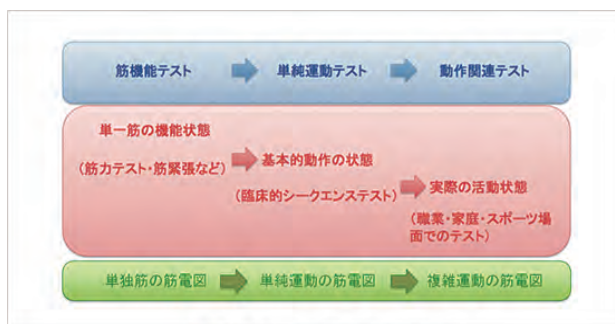 筋機能テスト 単純運動テスト 動作関連テスト
単一筋の機能状態
(筋力テスト・筋緊張など)
基本的動作の状態
(臨床的シークエンステスト)
実際の活動状態
(職業・家庭・スポーツ場
面でのテスト)
単独筋の筋電図 単純運動の筋電図 複雑運動の筋電図